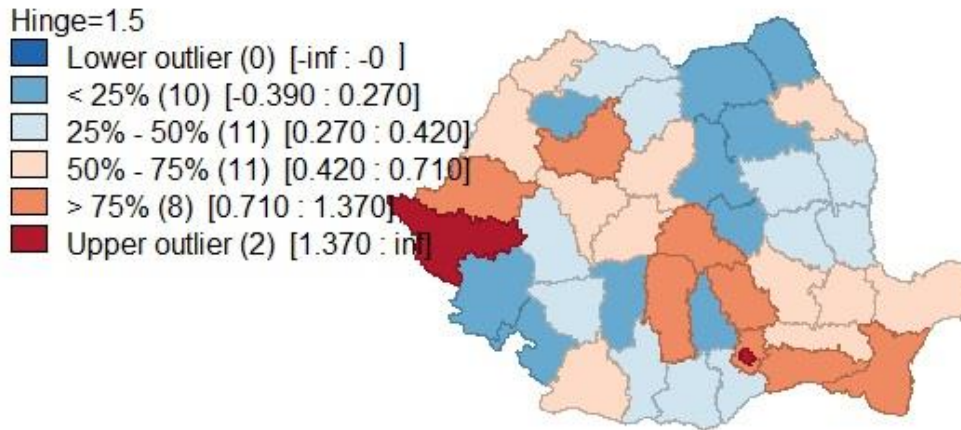 Hinge=1.5
Lower outlier (0) [-inf : -0 ]
< 25% (10) [-0.390 : 0.270]
25% - 50% (11) [0.270 : 0.420]
50% - 75% (11) [0.420 : 0.710]
> 75% (8) [0.710 : 1.370]
Upper outlier (2) [1.370 : inf]